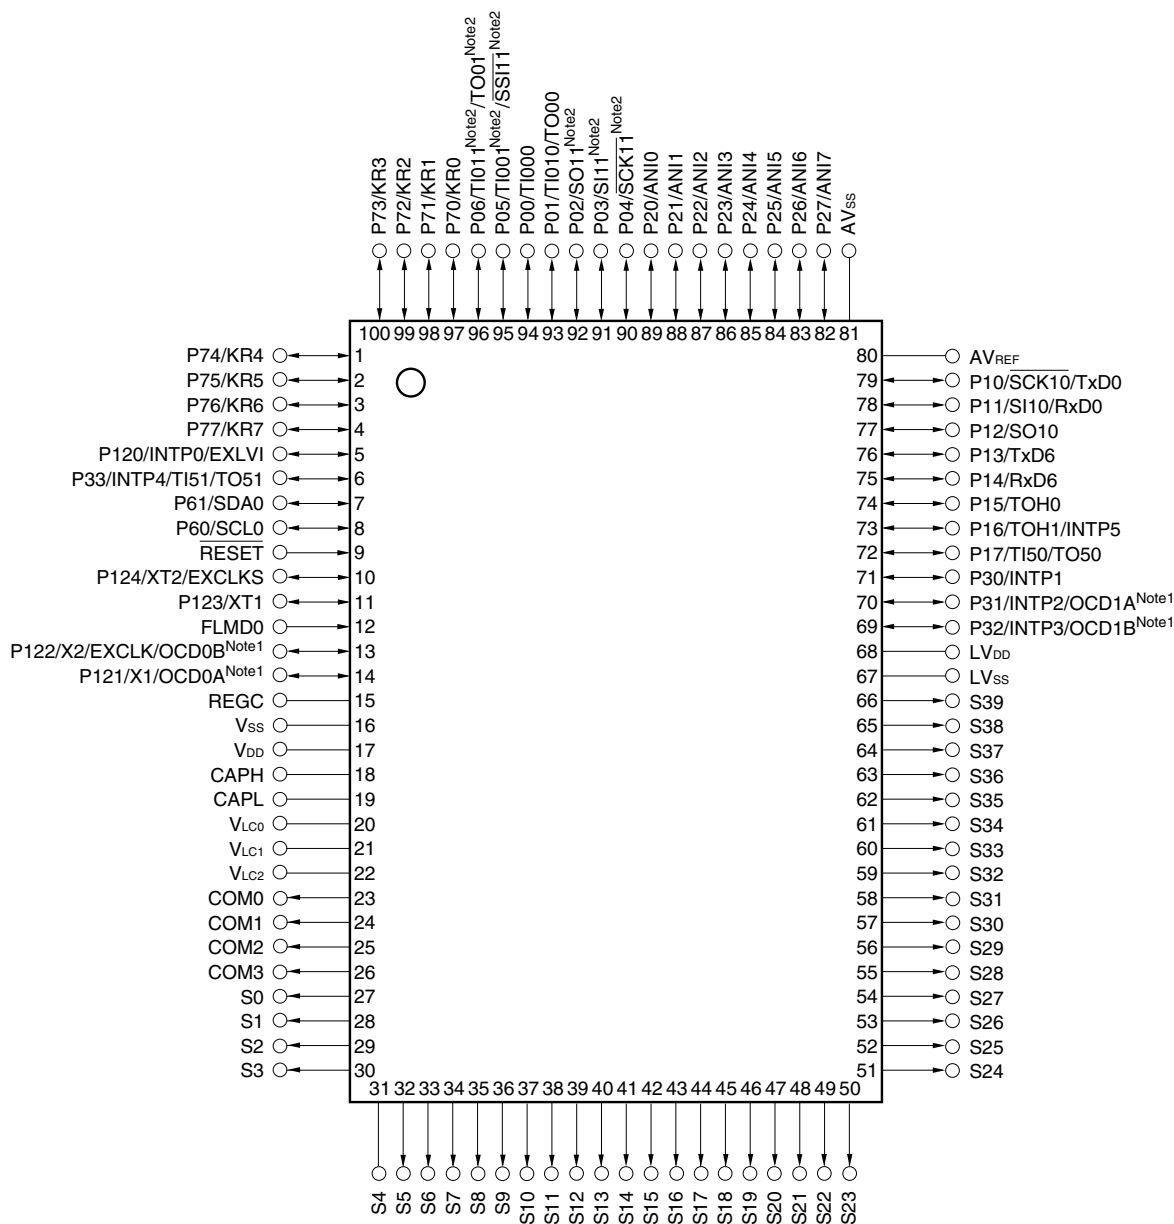 P73/KR3
P72/KR2
P71/KR1
P70/KR0
P06/TI011Note2/TO01Note2
P05/TI001Note2/SSI11Note2
P00/TI000
P01/TI010/TO00
P02/SO11Note2
P03/SI11Note2
P04/SCK11Note2
P20/ANI0
P21/ANI1
P22/ANI2
P23/ANI3
P24/ANI4
P25/ANI5
P26/ANI6
P27/ANI7
AVSS
100 99 98 97 96 95 94 93 92 91 90 89 88 87 86 85 84 83 82 81
P74/KR4 1
P75/KR5 2
P76/KR6 3
P77/KR7 4
P120/INTP0/EXLVI 5
P33/INTP4/TI51/TO51 6
P61/SDA0 7
P60/SCL0 8
RESET 9
P124/XT2/EXCLKS 10
P123/XT1 11
FLMD0 12
P122/X2/EXCLK/OCD0BNote1 13
P121/X1/OCD0ANote1 14
REGC 15
VSS 16
VDD 17
CAPH 18
CAPL 19
VLC0 20
VLC1 21
VLC2 22
COM0 23
COM1 24
COM2 25
COM3 26
S0 27
S1 28
S2 29
S3 30
80 AVREF
79 P10/SCK10/TxD0
78 P11/SI10/RxD0
77 P12/SO10
76 P13/TxD6
75 P14/RxD6
74 P15/TOH0
73 P16/TOH1/INTP5
72 P17/TI50/TO50
71 P30/INTP1
70 P31/INTP2/OCD1ANote1
69 P32/INTP3/OCD1BNote1
68 LVDD
67 LVSS
66 S39
65 S38
64 S37
63 S36
62 S35
61 S34
60 S33
59 S32
58 S31
57 S30
56 S29
55 S28
54 S27
53 S26
52 S25
51 S24
31 32 33 34 35 36 37 38 39 40 41 42 43 44 45 46 47 48 49 50
S4
S5
S6
S7
S8
S9
S10
S11
S12
S13
S14
S15
S16
S17
S18
S19
S20
S21
S22
S23